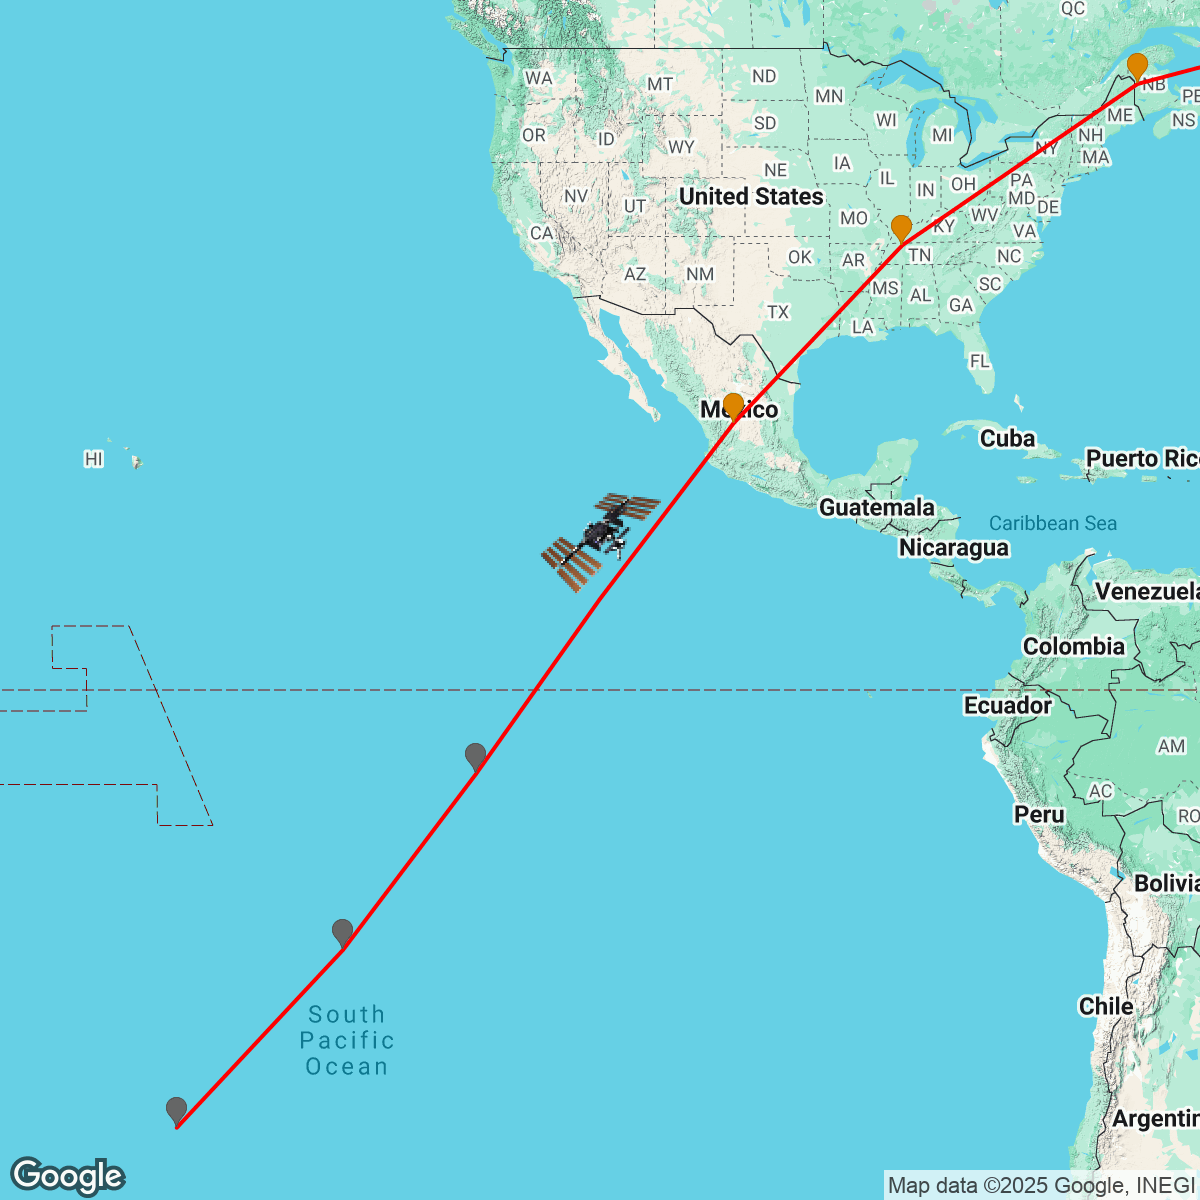 QC
WA
MT
ND
MN
NB
PE
ME
NS
OR
ID
SD
WI
MI
NH
NY
MA
WY
IA
NE
IL
IN
OH
PA
NV
UT
United States
MO
WV
MD
DE
KY
VA
CA
OK
AR
TN
NC
AZ
NM
MS
AL
SC
GA
TX
LA
FL
Mexico
Cuba
HI
Puerto Rico
Guatemala
Caribbean Sea
Nicaragua
Venezuela
Colombia
Ecuador
AM
AC
Peru
RO
Bolivia
Chile
South
Pacific
Ocean
Argentin
Google
Map data ©2025 Google, INEGI